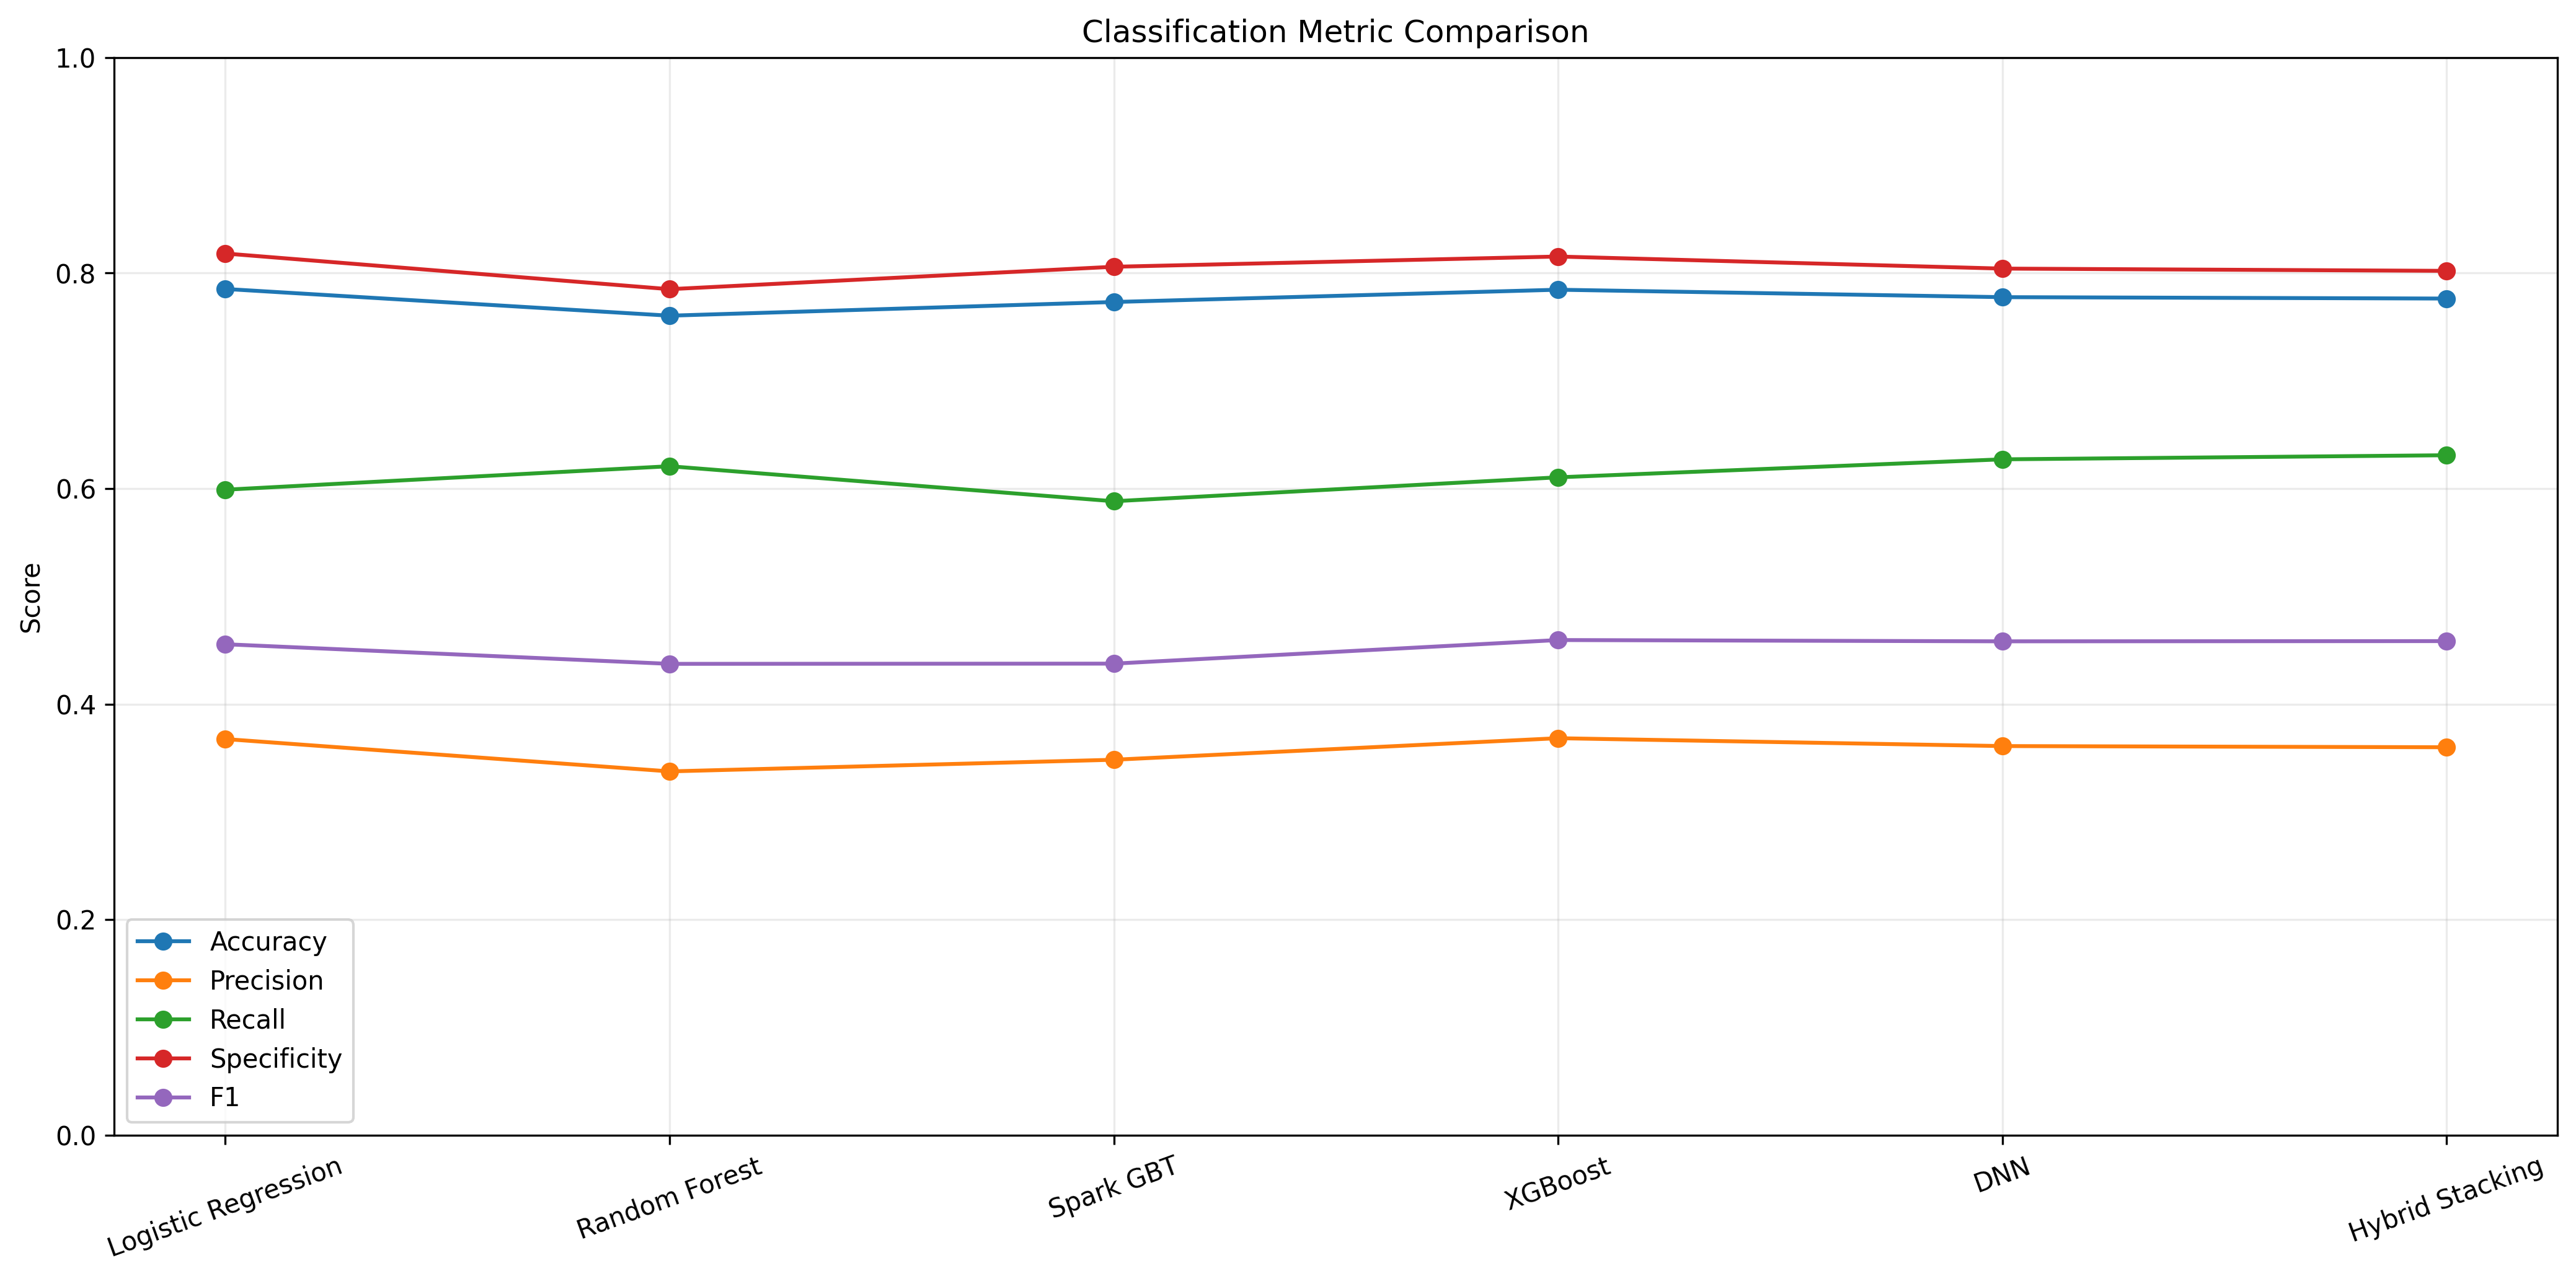 Classification Metric Comparison
1.0
0.8
0.6
0.4
0.2
0.0
Score
Accuracy
Precision
Recall
Specificity
F1
Logistic Regression
Random Forest
Spark GBT
XGBoost
DNN
Hybrid Stacking